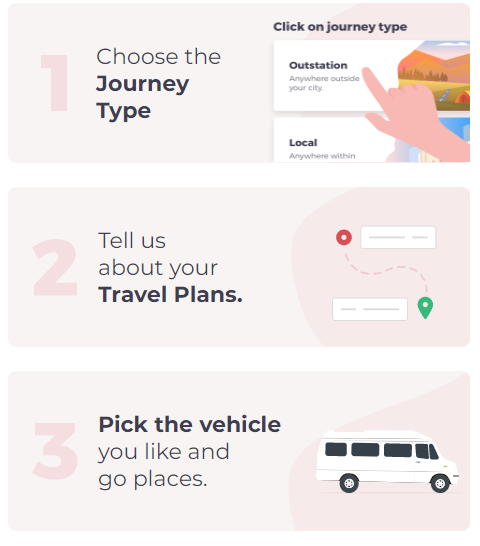 1
Choose the
Journey
Type
Click on journey type
Outstation
Anywhere outside
your city.
Local
Anywhere within
2
Tell us
about your
Travel Plans.
3
Pick the vehicle
you like and
go places.